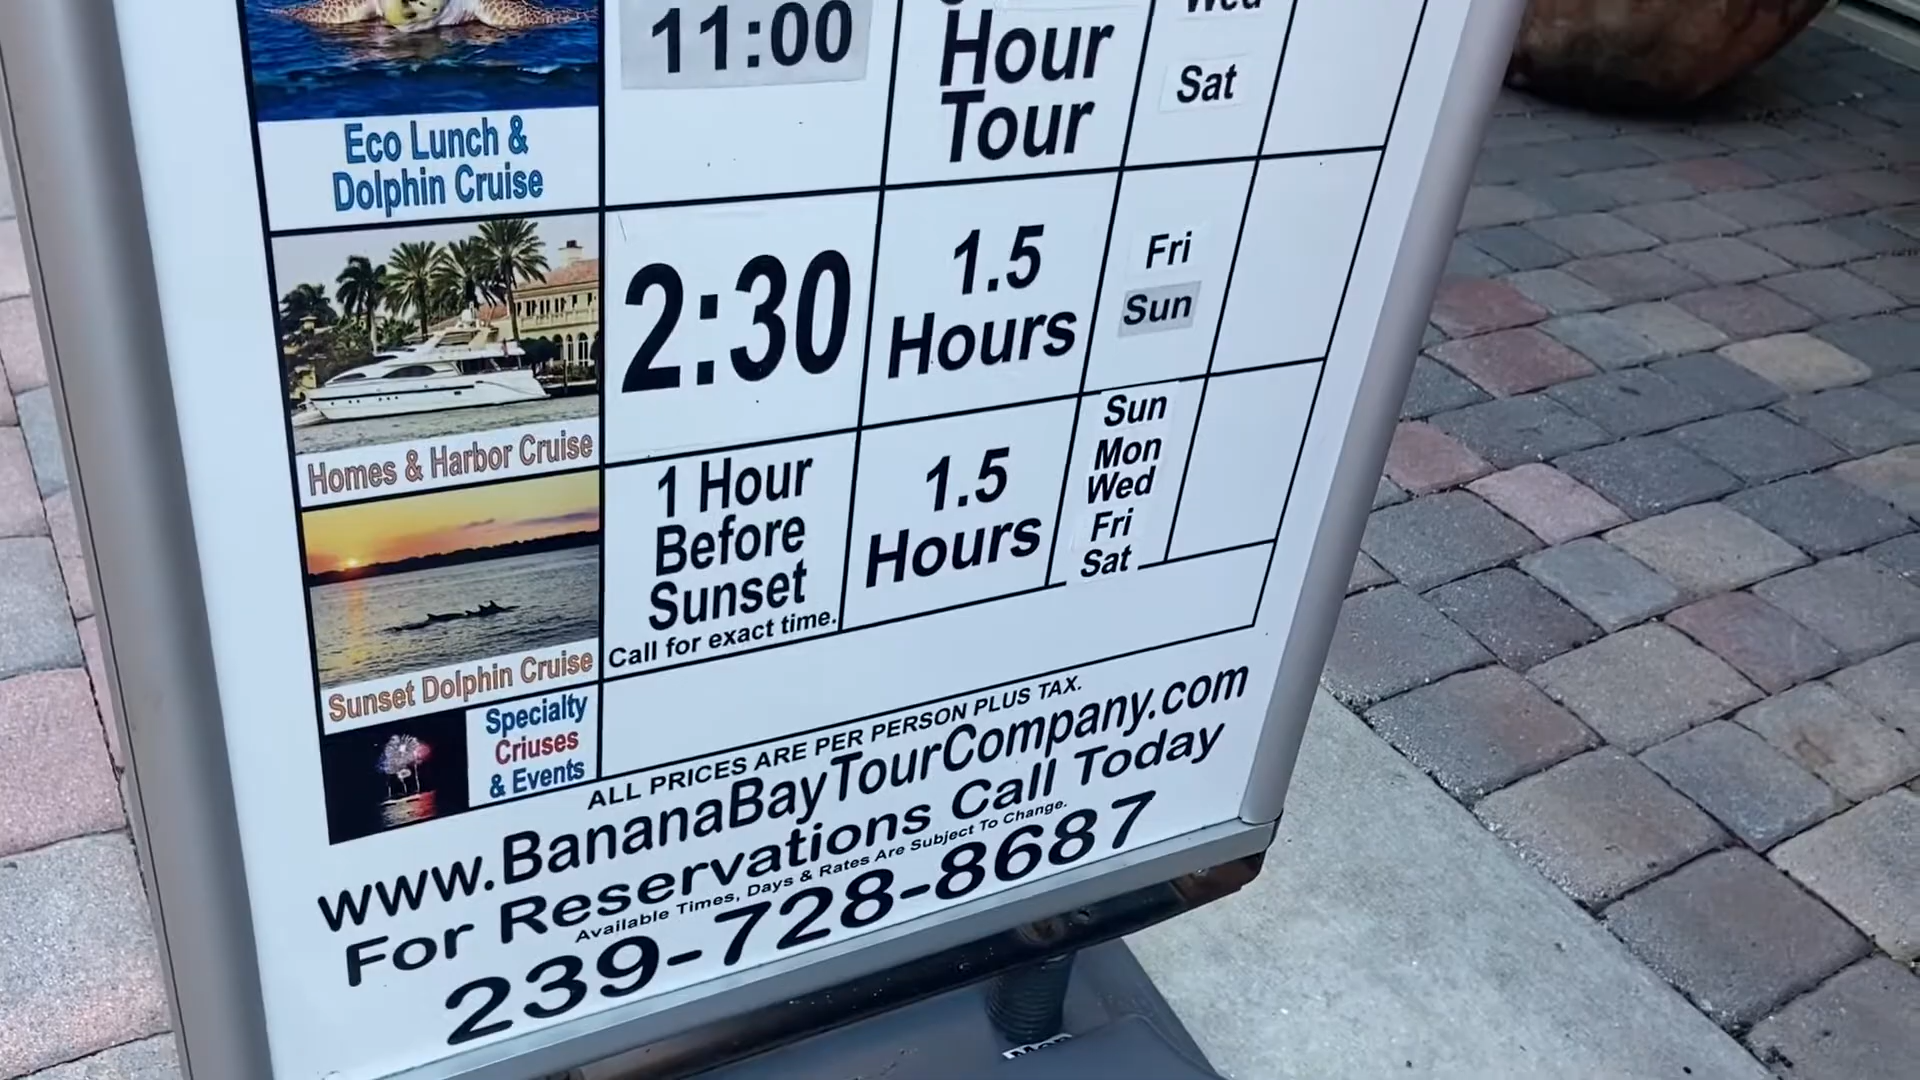 11:00
Hour
Tour
Wed
Sat
Eco Lunch &
Dolphin Cruise
2:30
1.5
Hours
Fri
Sun
Homes & Harbor Cruise
1 Hour
Before
Sunset
Call for exact time.
1.5
Hours
Sun
Mon
Wed
Fri
Sat
Sunset Dolphin Cruise
Specialty
Criuses
& Events
ALL PRICES ARE PER PERSON PLUS TAX.
www.BananaBayTourCompany.com
For Reservations Call Today
Available Times, Days & Rates Are Subject To Change.
239-728-8687